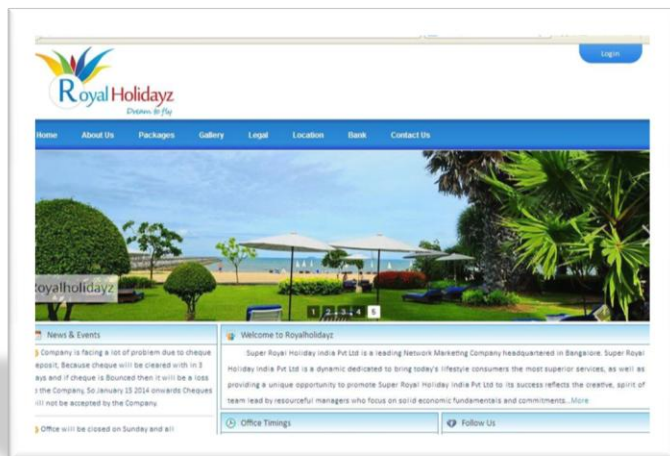 Login
Royal Holidayz
Dream to fly
Home About Us Packages Gallery Legal Location Bank Contact Us
Royalholidayz
1 2 3 4 5
News & Events
Company is facing a lot of problem due to cheque
eposit, Because cheque will be cleared with in 3
ays and if cheque is Bounced then it will be a loss
the Company, So January 15 2014 onwards Cheques
ill not be accepted by the Company.
Office will be closed on Sunday and all
Welcome to Royalholidayz
Super Royal Holiday India Pvt Ltd is a leading Network Marketing Company headquartered in Bangalore. Super Royal
Holiday India Pvt Ltd is a dynamic dedicated to bring today's lifestyle consumers the most superior services, as well as
providing a unique opportunity to promote Super Royal Holiday India Pvt Ltd to its success reflects the creative, spirit of
team lead by resourceful managers who focus on solid economic fundamentals and commitments...More
Office Timings
Follow Us